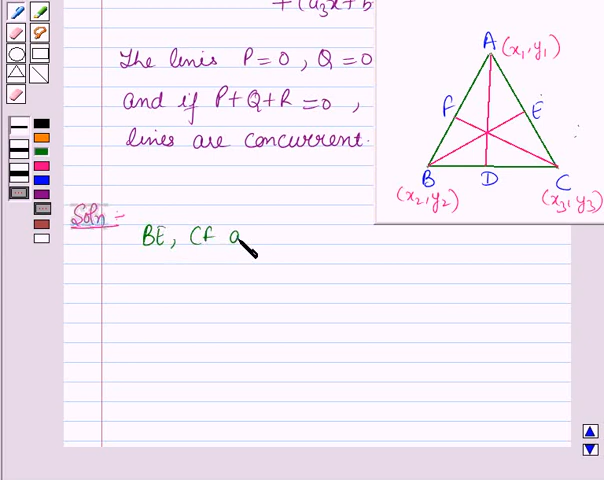 +(a₃x+b
The lines P=0, Q=0
and if P+Q+R=0,
lines are concurrent.
A (x₁,y₁)
F
E
B
D
C
(x₂,y₂)
(x₃,y₃)
Soln:-
BE, CF a